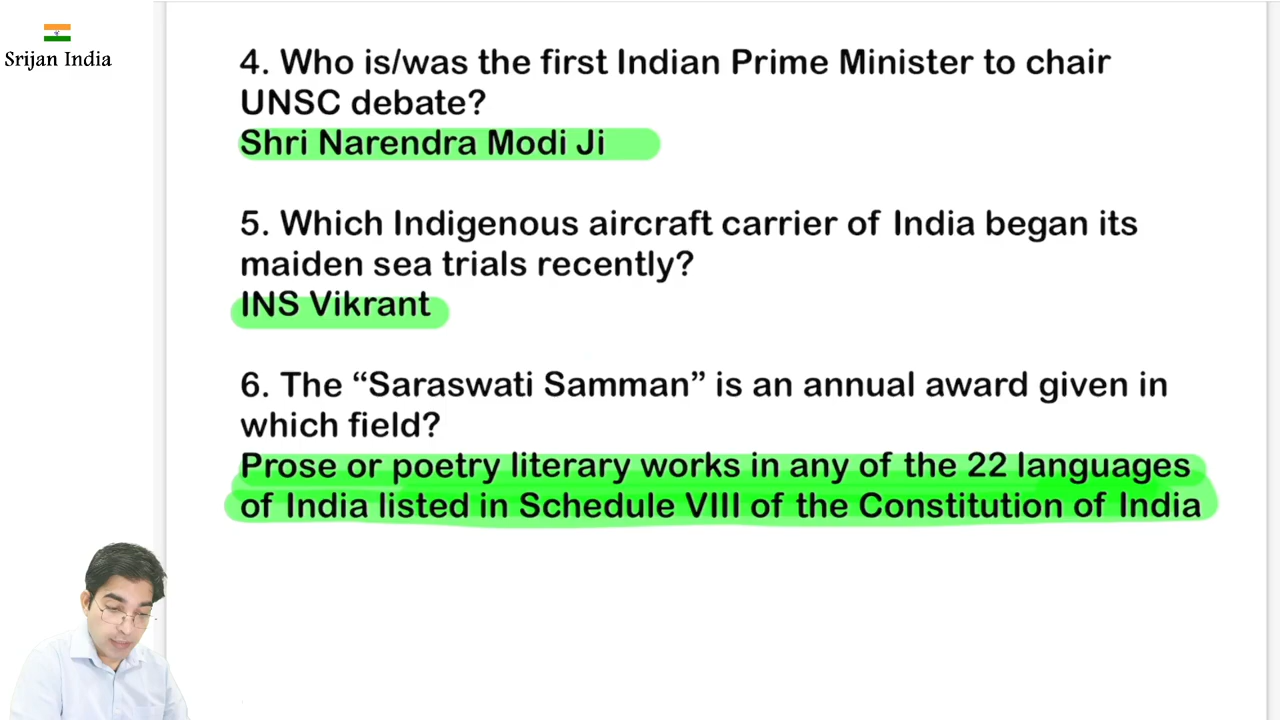 Srijan India
4. Who is/was the first Indian Prime Minister to chair
UNSC debate?
Shri Narendra Modi Ji
5. Which Indigenous aircraft carrier of India began its
maiden sea trials recently?
INS Vikrant
6. The “Saraswati Samman” is an annual award given in
which field?
Prose or poetry literary works in any of the 22 languages
of India listed in Schedule VIII of the Constitution of India